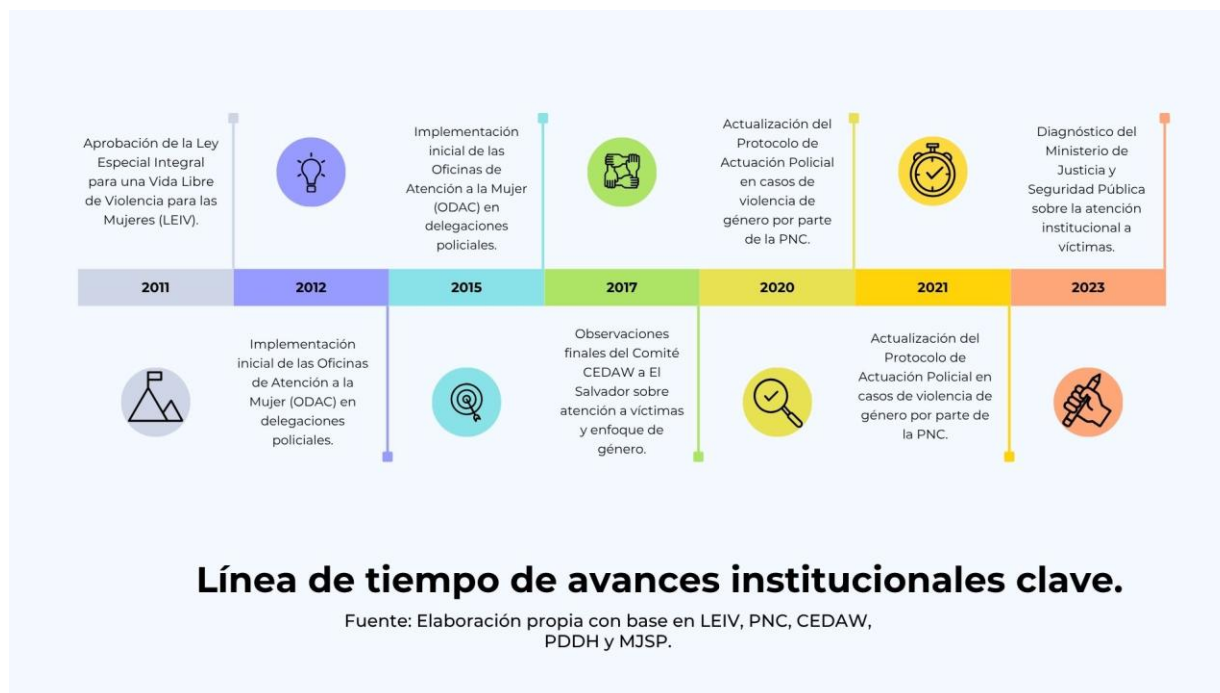 Aprobación de la Ley
Especial Integral
para una Vida Libre
de Violencia para las
Mujeres (LEIV).
Implementación
inicial de las
Oficinas de
Atención a la Mujer
(ODAC) en
delegaciones
policiales.
Actualización del
Protocolo de
Actuación Policial
en casos de
violencia de
género por parte
de la PNC.
Diagnóstico del
Ministerio de
Justicia y
Seguridad Pública
sobre la atención
institucional a
víctimas.
2011
2012
2015
2017
2020
2021
2023
Implementación
inicial de las Oficinas
de Atención a la
Mujer (ODAC) en
delegaciones
policiales.
Observaciones
finales del Comité
CEDAW a El
Salvador sobre
atención a víctimas
y enfoque de
género.
Actualización del
Protocolo de
Actuación Policial en
casos de violencia de
género por parte de
la PNC.
Línea de tiempo de avances institucionales clave.
Fuente: Elaboración propia con base en LEIV, PNC, CEDAW,
PDDH y MJSP.